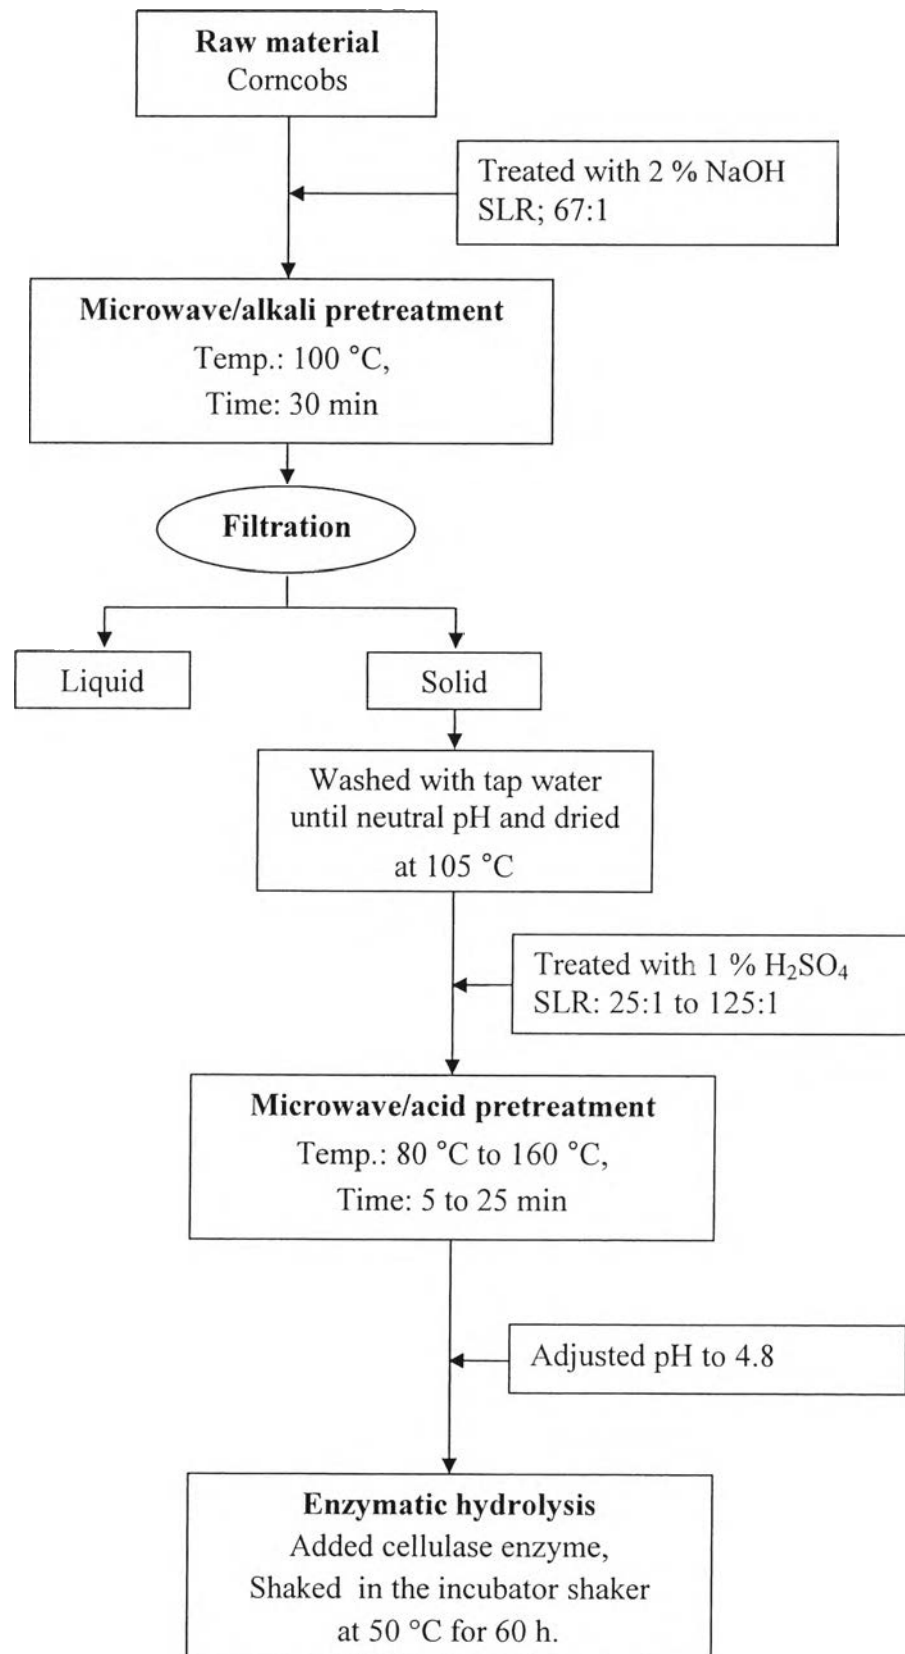 Raw material
Corncobs
Treated with 2 % NaOH
SLR; 67:1
Microwave/alkali pretreatment
Temp.: 100 °C,
Time: 30 min
Filtration
Liquid
Solid
Washed with tap water
until neutral pH and dried
at 105 °C
Treated with 1 % H₂SO₄
SLR: 25:1 to 125:1
Microwave/acid pretreatment
Temp.: 80 °C to 160 °C,
Time: 5 to 25 min
Adjusted pH to 4.8
Enzymatic hydrolysis
Added cellulase enzyme,
Shaked in the incubator shaker
at 50 °C for 60 h.